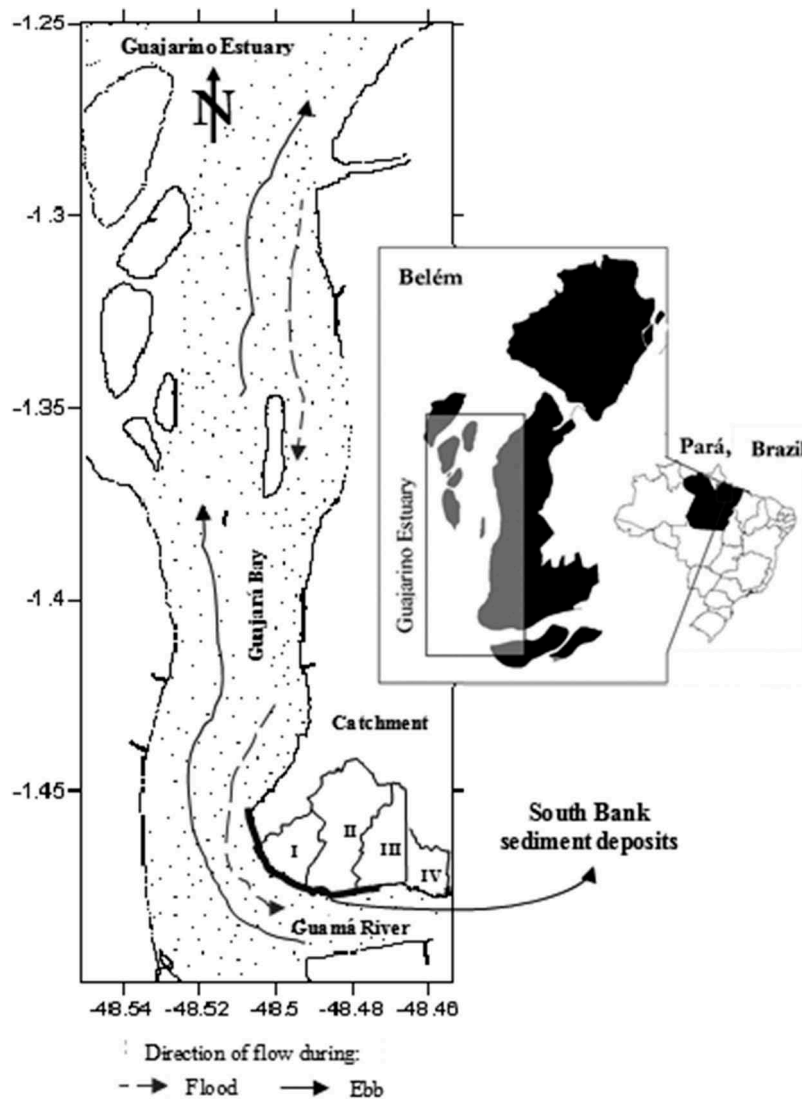 -1.25
Guajarino Estuary
N
-1.3
Belém
-1.35
Pará, Brazil
Guajarino Estuary
-1.4
Guajará Bay
Catchment
-1.45
South Bank
sediment deposits
I
II
III
IV
Guamá River
-48.54
-48.52
-48.5
-48.48
-48.46
Direction of flow during:
Flood
Ebb